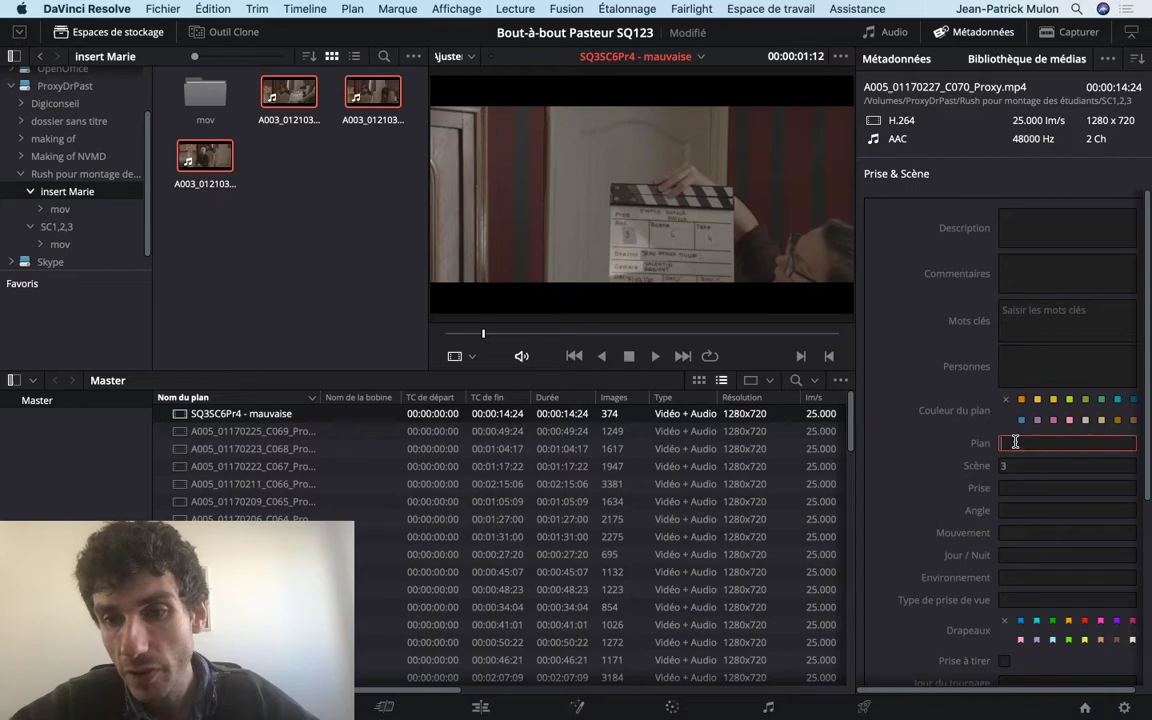 DaVinci Resolve Fichier Édition Trim Timeline Plan Marque Affichage Lecture Fusion Étalonnage Fairlight Espace de travail Assistance Jean-Patrick Mulon
Espaces de stockage Outil Clone Bout-à-bout Pasteur SQ123 Modifié Audio Métadonnées Capturer
insert Marie
OpenOffice
ProxyDrPast
Digiconseil
dossier sans titre
making of
Making of NVMD
Rush pour montage de...
insert Marie
mov
SC1,2,3
mov
Skype
Favoris
mov
A003_012103...
A003_012103...
A003_012103...
SQ3SC6Pr4 - mauvaise 00:00:01:12
Métadonnées Bibliothèque de médias
A005_01170227_C070_Proxy.mp4 00:00:14:24
/Volumes/ProxyDrPast/Rush pour montage des étudiants/SC1,2,3
H.264 25.000 Im/s 1280 x 720
AAC 48000 Hz 2 Ch
Prise & Scène
Description
Commentaires
Mots clés Saisir les mots clés
Personnes
Couleur du plan
Plan
Scène 3
Prise
Angle
Mouvement
Jour / Nuit
Environnement
Type de prise de vue
Drapeaux
Prise à tirer
Jour du tournage
Master
Master
Nom du plan Nom de la bobine TC de départ TC de fin Durée Images Type Résolution Im/s
SQ3SC6Pr4 - mauvaise 00:00:00:00 00:00:14:24 00:00:14:24 374 Vidéo + Audio 1280x720 25.000
A005_01170225_C069_Pro... 00:00:00:00 00:00:49:24 00:00:49:24 1249 Vidéo + Audio 1280x720 25.000
A005_01170223_C068_Pro... 00:00:00:00 00:01:04:17 00:01:04:17 1617 Vidéo + Audio 1280x720 25.000
A005_01170222_C067_Pro... 00:00:00:00 00:01:17:22 00:01:17:22 1947 Vidéo + Audio 1280x720 25.000
A005_01170211_C066_Pro... 00:00:00:00 00:02:15:06 00:02:15:06 3381 Vidéo + Audio 1280x720 25.000
A005_01170209_C065_Pro... 00:00:00:00 00:01:05:09 00:01:05:09 1634 Vidéo + Audio 1280x720 25.000
A005_01170206_C064_Pro... 00:00:00:00 00:01:27:00 00:01:27:00 2175 Vidéo + Audio 1280x720 25.000
00:00:00:00 00:01:31:00 00:01:31:00 2275 Vidéo + Audio 1280x720 25.000
00:00:00:00 00:00:27:20 00:00:27:20 695 Vidéo + Audio 1280x720 25.000
00:00:00:00 00:00:45:07 00:00:45:07 1132 Vidéo + Audio 1280x720 25.000
00:00:00:00 00:00:48:23 00:00:48:23 1223 Vidéo + Audio 1280x720 25.000
00:00:00:00 00:00:34:04 00:00:34:04 854 Vidéo + Audio 1280x720 25.000
00:00:00:00 00:00:41:01 00:00:41:01 1026 Vidéo + Audio 1280x720 25.000
00:00:00:00 00:00:50:22 00:00:50:22 1272 Vidéo + Audio 1280x720 25.000
00:00:00:00 00:00:46:21 00:00:46:21 1171 Vidéo + Audio 1280x720 25.000
00:00:00:00 00:02:07:09 00:02:07:09 3184 Vidéo + Audio 1280x720 25.000